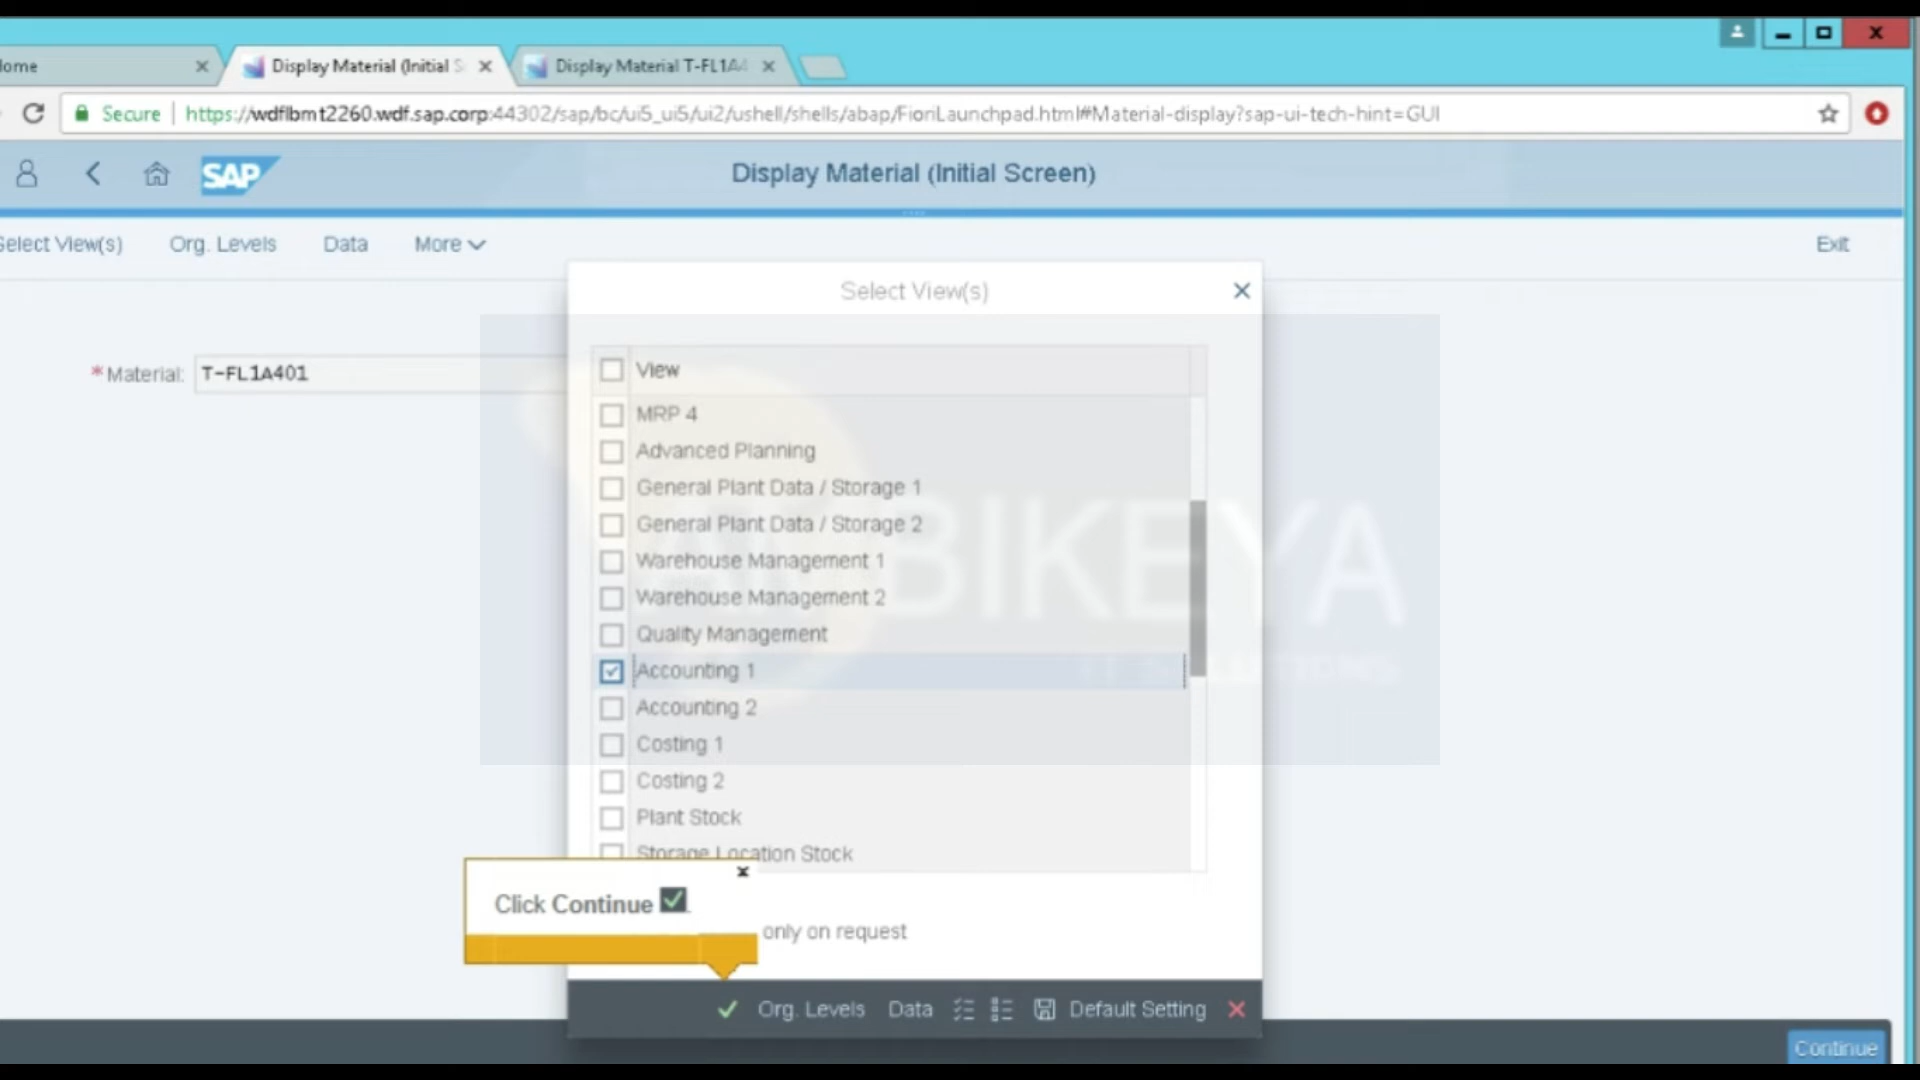 Display Material (Initial S
Display Material T-FL1A4
Secure
https://wdflbmt2260.wdf.sap.corp:44302/sap/bc/ui5_ui5/ui2/ushell/shells/abap/FioriLaunchpad.html#Material-display?sap-ui-tech-hint=GUI
SAP
Display Material (Initial Screen)
Select View(s) Org. Levels Data More Exit
Select View(s)
*Material: T-FL1A401
View
MRP 4
Advanced Planning
General Plant Data / Storage 1
General Plant Data / Storage 2
Warehouse Management 1
Warehouse Management 2
Quality Management
Accounting 1
Accounting 2
Costing 1
Costing 2
Plant Stock
Storage Location Stock
Click Continue
only on request
Org. Levels Data Default Setting
Continue